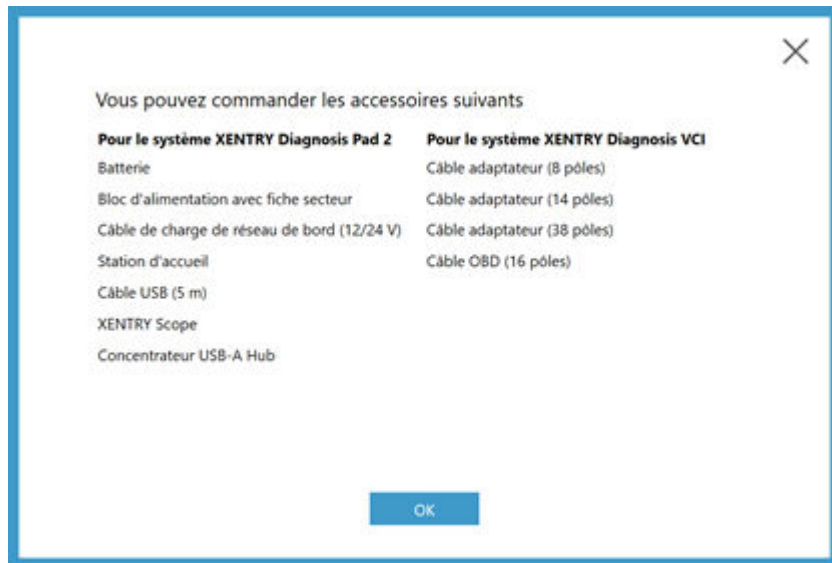 Vous pouvez commander les accessoires suivants
Pour le système XENTRY Diagnosis Pad 2
Batterie
Bloc d'alimentation avec fiche secteur
Câble de charge de réseau de bord (12/24 V)
Station d'accueil
Câble USB (5 m)
XENTRY Scope
Concentrateur USB-A Hub
Pour le système XENTRY Diagnosis VCI
Câble adaptateur (8 pôles)
Câble adaptateur (14 pôles)
Câble adaptateur (38 pôles)
Câble OBD (16 pôles)
OK